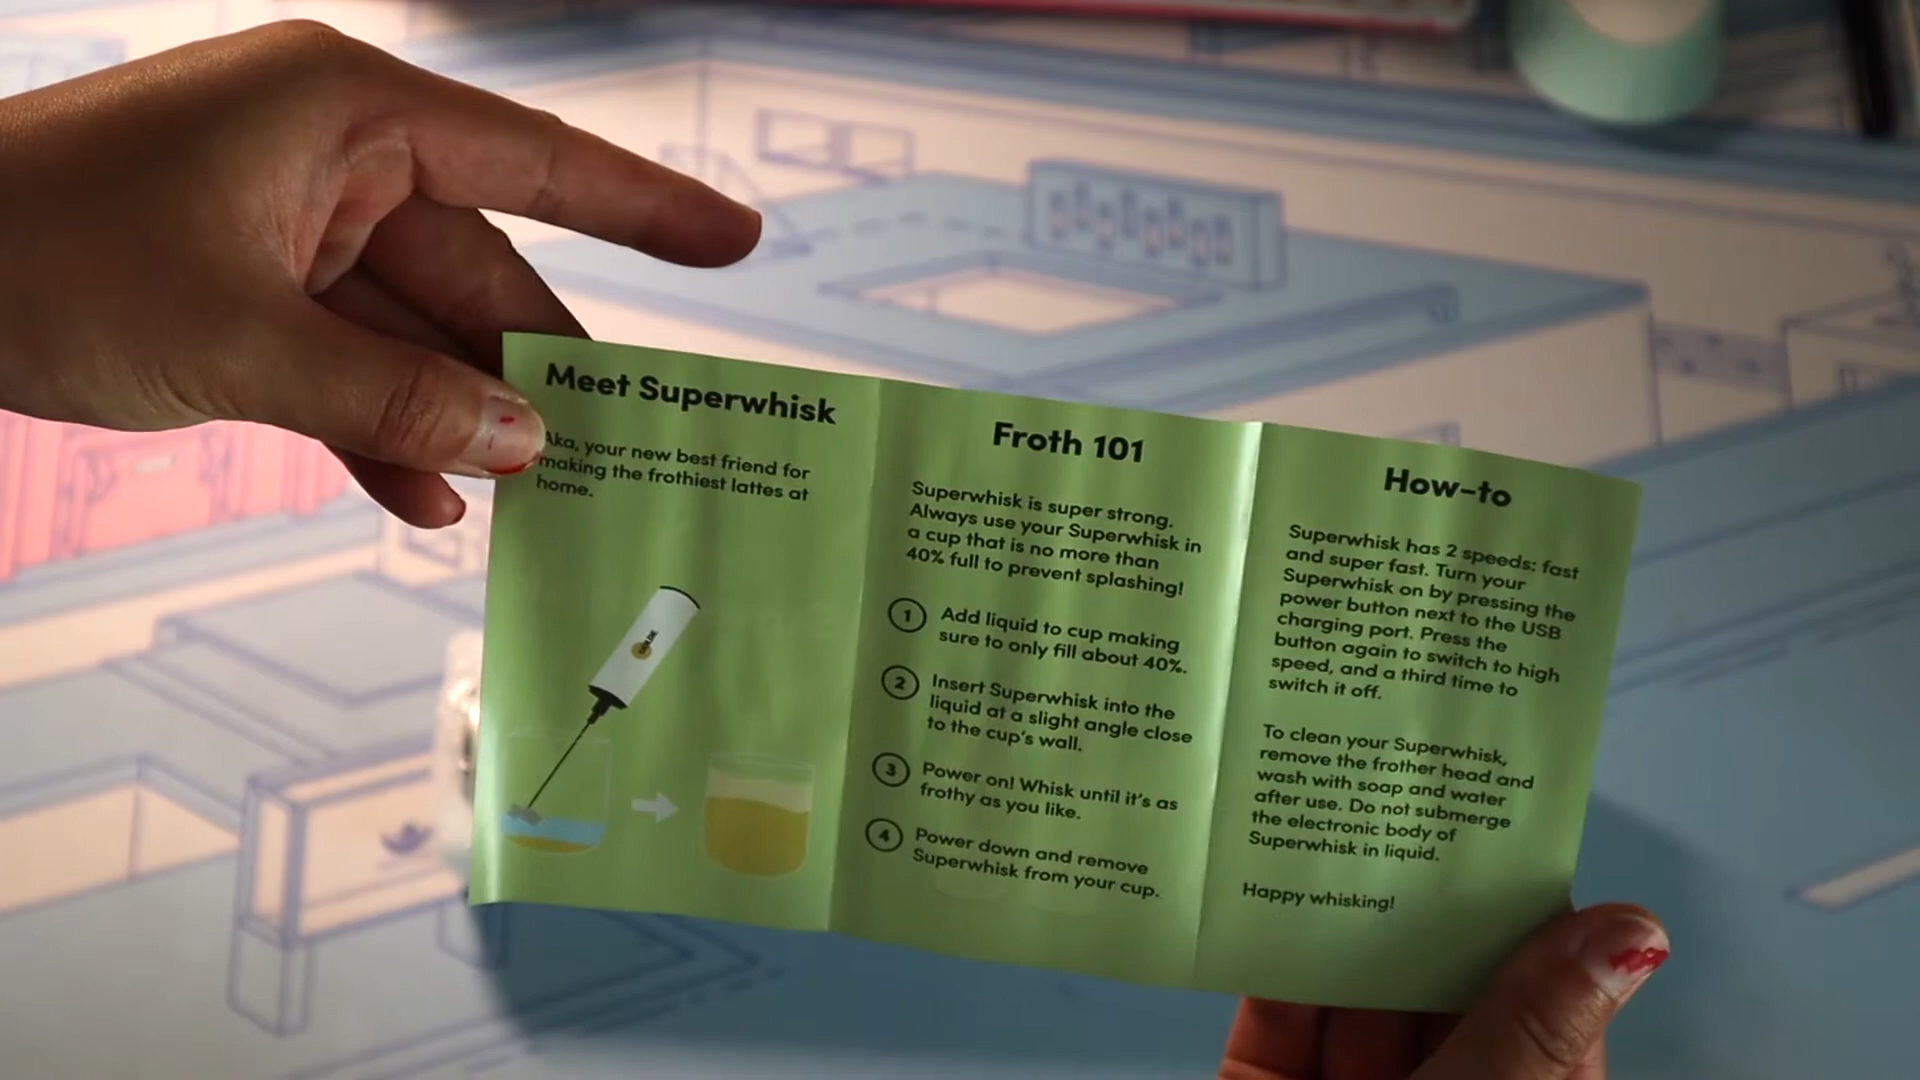 Meet Superwhisk
Aka, your new best friend for
making the frothiest lattes at
home.
Froth 101
Superwhisk is super strong.
Always use your Superwhisk in
a cup that is no more than
40% full to prevent splashing!
1 Add liquid to cup making
sure to only fill about 40%.
2 Insert Superwhisk into the
liquid at a slight angle close
to the cup's wall.
3 Power on! Whisk until it's as
frothy as you like.
4 Power down and remove
Superwhisk from your cup.
How-to
Superwhisk has 2 speeds: fast
and super fast. Turn your
Superwhisk on by pressing the
power button next to the USB
charging port. Press the
button again to switch to high
speed, and a third time to
switch it off.
To clean your Superwhisk,
remove the frother head and
wash with soap and water
after use. Do not submerge
the electronic body of
Superwhisk in liquid.
Happy whisking!